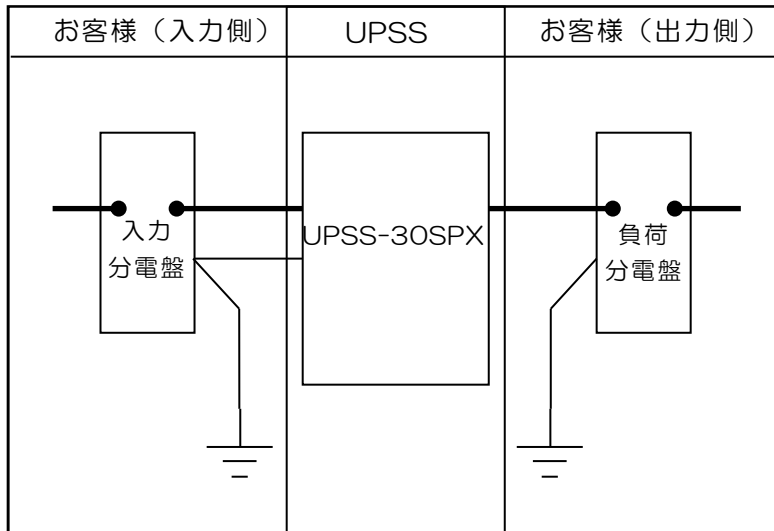 お客様（入力側）
UPSS
お客様（出力側）
入力
分電盤
UPSS-30SPX
負荷
分電盤